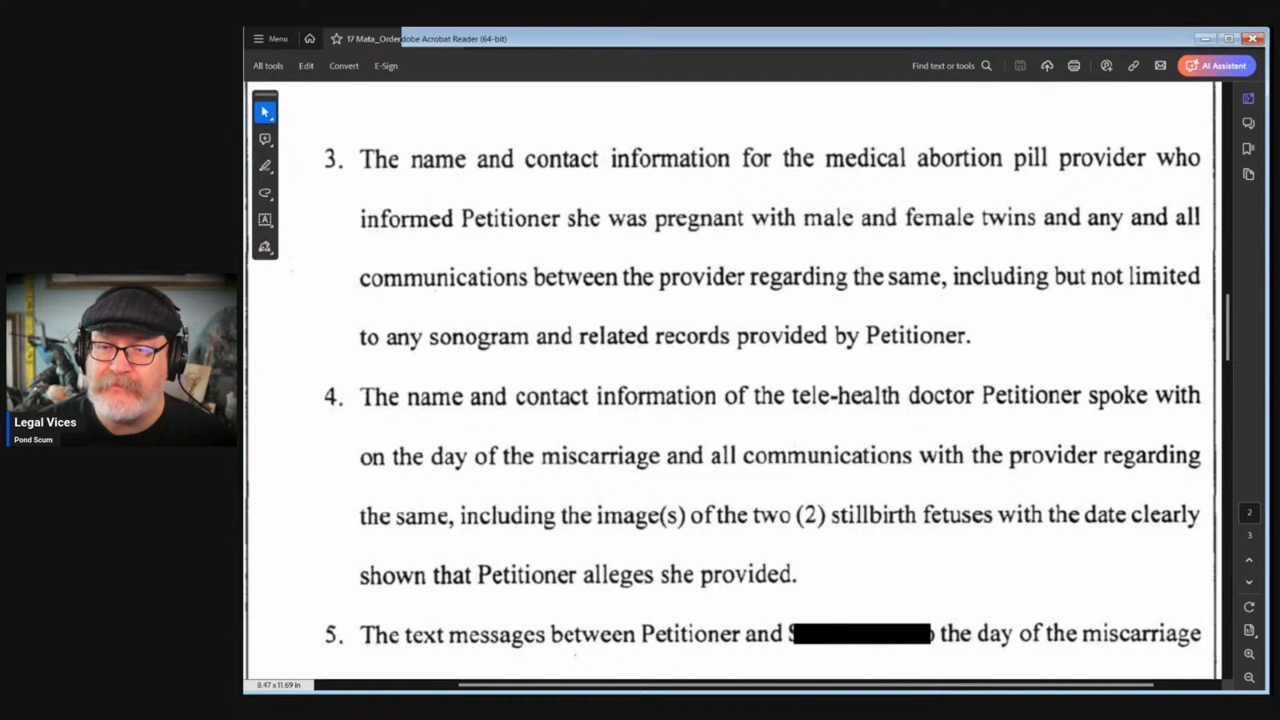 Menu
17 Mata_Orderdobe Acrobat Reader (64-bit)
All tools Edit Convert E-Sign Find text or tools AI Assistant
3. The name and contact information for the medical abortion pill provider who
informed Petitioner she was pregnant with male and female twins and any and all
communications between the provider regarding the same, including but not limited
to any sonogram and related records provided by Petitioner.
4. The name and contact information of the tele-health doctor Petitioner spoke with
on the day of the miscarriage and all communications with the provider regarding
the same, including the image(s) of the two (2) stillbirth fetuses with the date clearly
shown that Petitioner alleges she provided.
5. The text messages between Petitioner and the day of the miscarriage
Legal Vices
Pond Scum
2
3
8.47 x 11.69 in